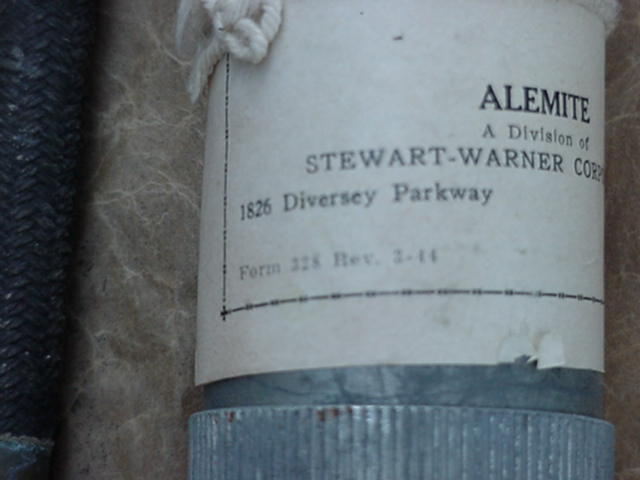 ALEMITE
A Division of
STEWART-WARNER CORP
1826 Diversey Parkway
Form 328 Rev. 3-44